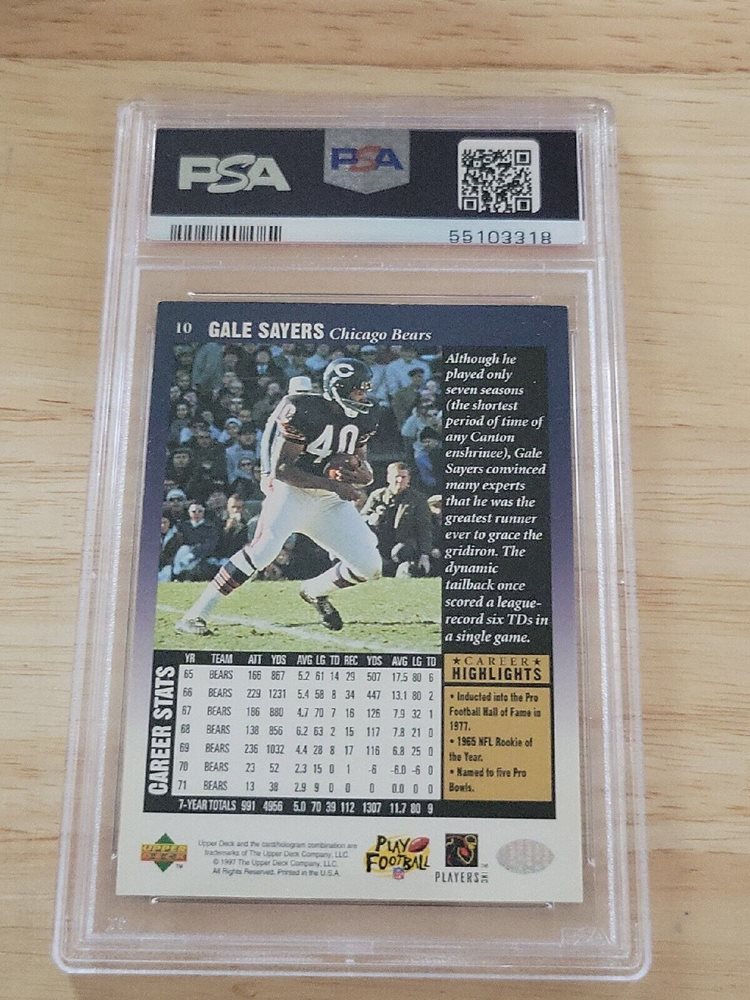 PSA
PSA
55103318
10 GALE SAYERS Chicago Bears
Although he
played only
seven seasons
(the shortest
period of time of
any Canton
enshrinee), Gale
Sayers convinced
many experts
that he was the
greatest runner
ever to grace the
gridiron. The
dynamic
tailback once
scored a league-
record six TDs in
a single game.
C
40
40
CAREER STATS
YR TEAM ATT YDS AVG LG TD REC YDS AVG LG TD
65 BEARS 166 867 5.2 61 14 29 507 17.5 80 6
66 BEARS 229 1231 5.4 58 8 34 447 13.1 80 2
67 BEARS 186 880 4.7 70 7 16 126 7.9 32 1
68 BEARS 138 856 6.2 63 2 15 117 7.8 21 0
69 BEARS 236 1032 4.4 28 8 17 116 6.8 25 0
70 BEARS 23 52 2.3 15 0 1 -6 -6.0 -6 0
71 BEARS 13 38 2.9 9 0 0 0 0.0 0 0
7-YEAR TOTALS 991 4956 5.0 70 39 112 1307 11.7 80 9
★CAREER★
HIGHLIGHTS
• Inducted into the Pro
Football Hall of Fame in
1977.
• 1965 NFL Rookie of
the Year.
• Named to five Pro
Bowls.
UPPER
DECK
TM
Upper Deck and the card/hologram combination are
trademarks of The Upper Deck Company, LLC.
© 1997 The Upper Deck Company, LLC.
All Rights Reserved. Printed in the U.S.A.
PLAY
FOOTBALL
NFL
PLAYERS INC
TM